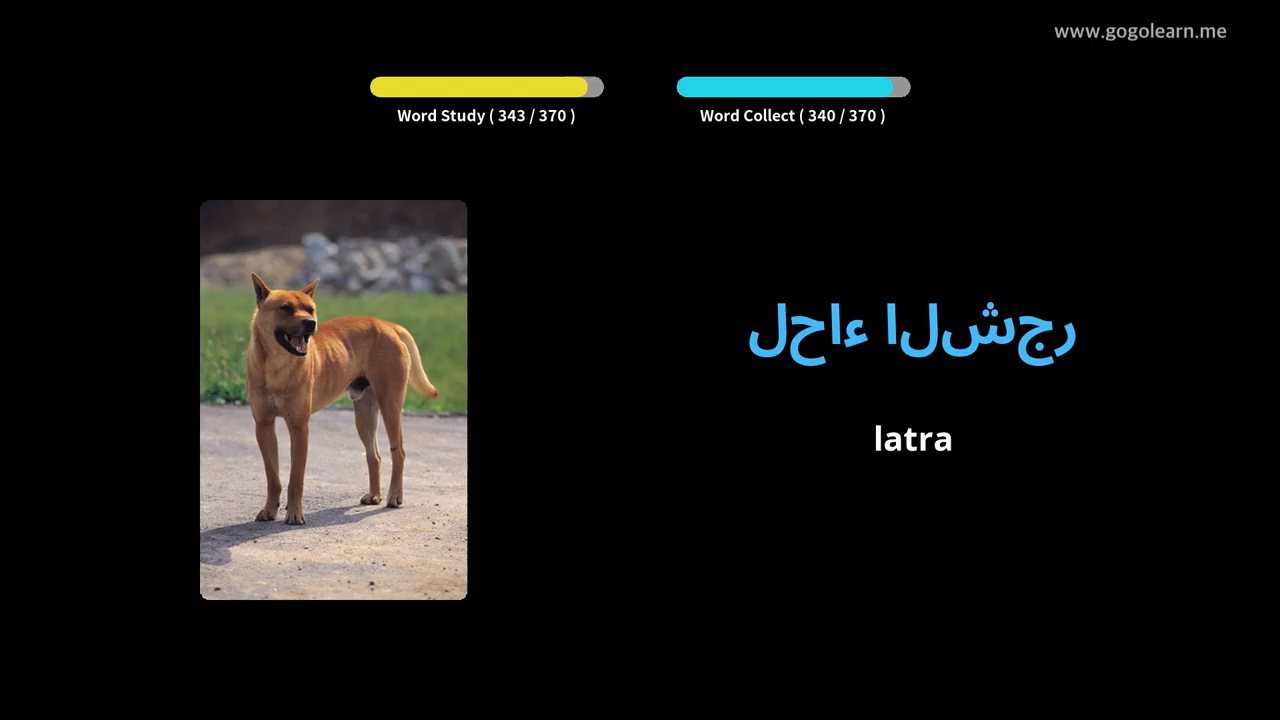 www.gogolearn.me
Word Study ( 343 / 370 )
Word Collect ( 340 / 370 )
لحاء الشجر
latra